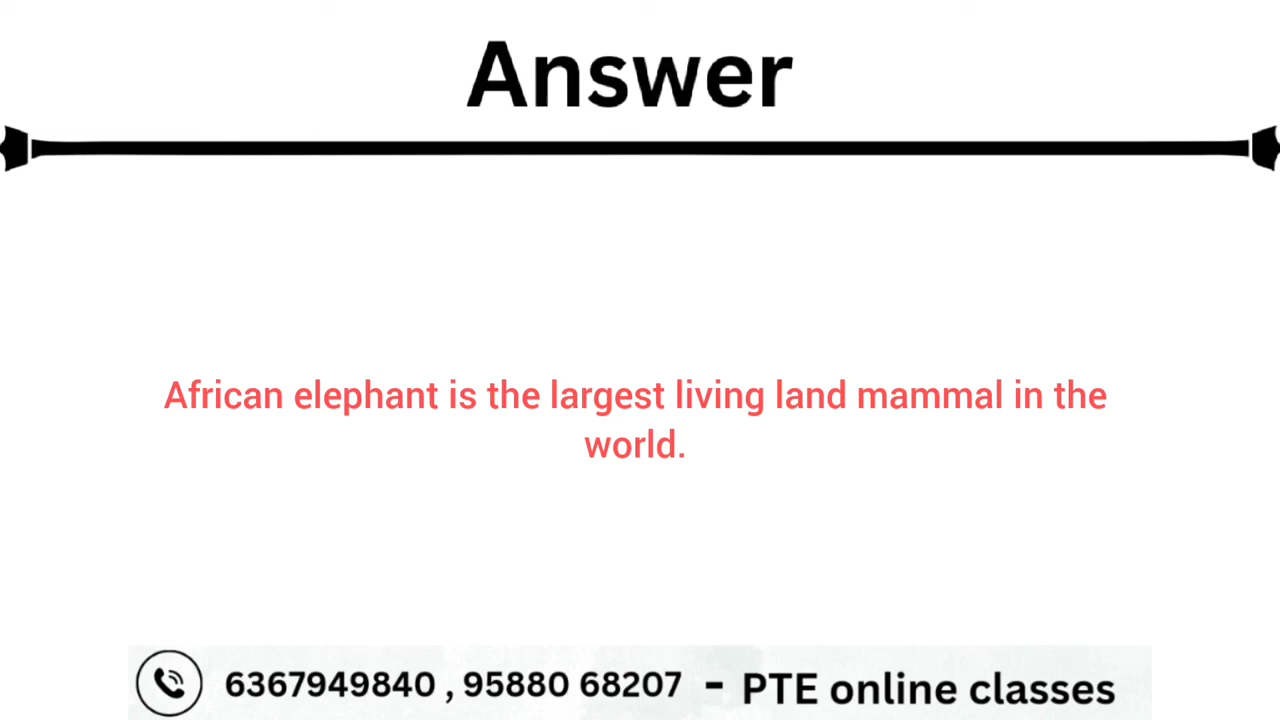 Answer
African elephant is the largest living land mammal in the
world.
6367949840 , 95880 68207 - PTE online classes